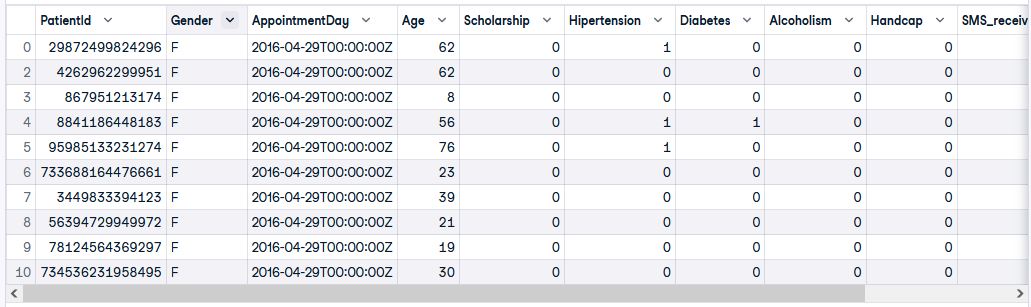 PatientId Gender AppointmentDay Age Scholarship Hipertension Diabetes Alcoholism Handcap SMS_receiv
0 29872499824296 F 2016-04-29T00:00:00Z 62 0 1 0 0 0
2 4262962299951 F 2016-04-29T00:00:00Z 62 0 0 0 0 0
3 867951213174 F 2016-04-29T00:00:00Z 8 0 0 0 0 0
4 8841186448183 F 2016-04-29T00:00:00Z 56 0 1 1 0 0
5 95985133231274 F 2016-04-29T00:00:00Z 76 0 1 0 0 0
6 733688164476661 F 2016-04-29T00:00:00Z 23 0 0 0 0 0
7 3449833394123 F 2016-04-29T00:00:00Z 39 0 0 0 0 0
8 56394729949972 F 2016-04-29T00:00:00Z 21 0 0 0 0 0
9 78124564369297 F 2016-04-29T00:00:00Z 19 0 0 0 0 0
10 734536231958495 F 2016-04-29T00:00:00Z 30 0 0 0 0 0